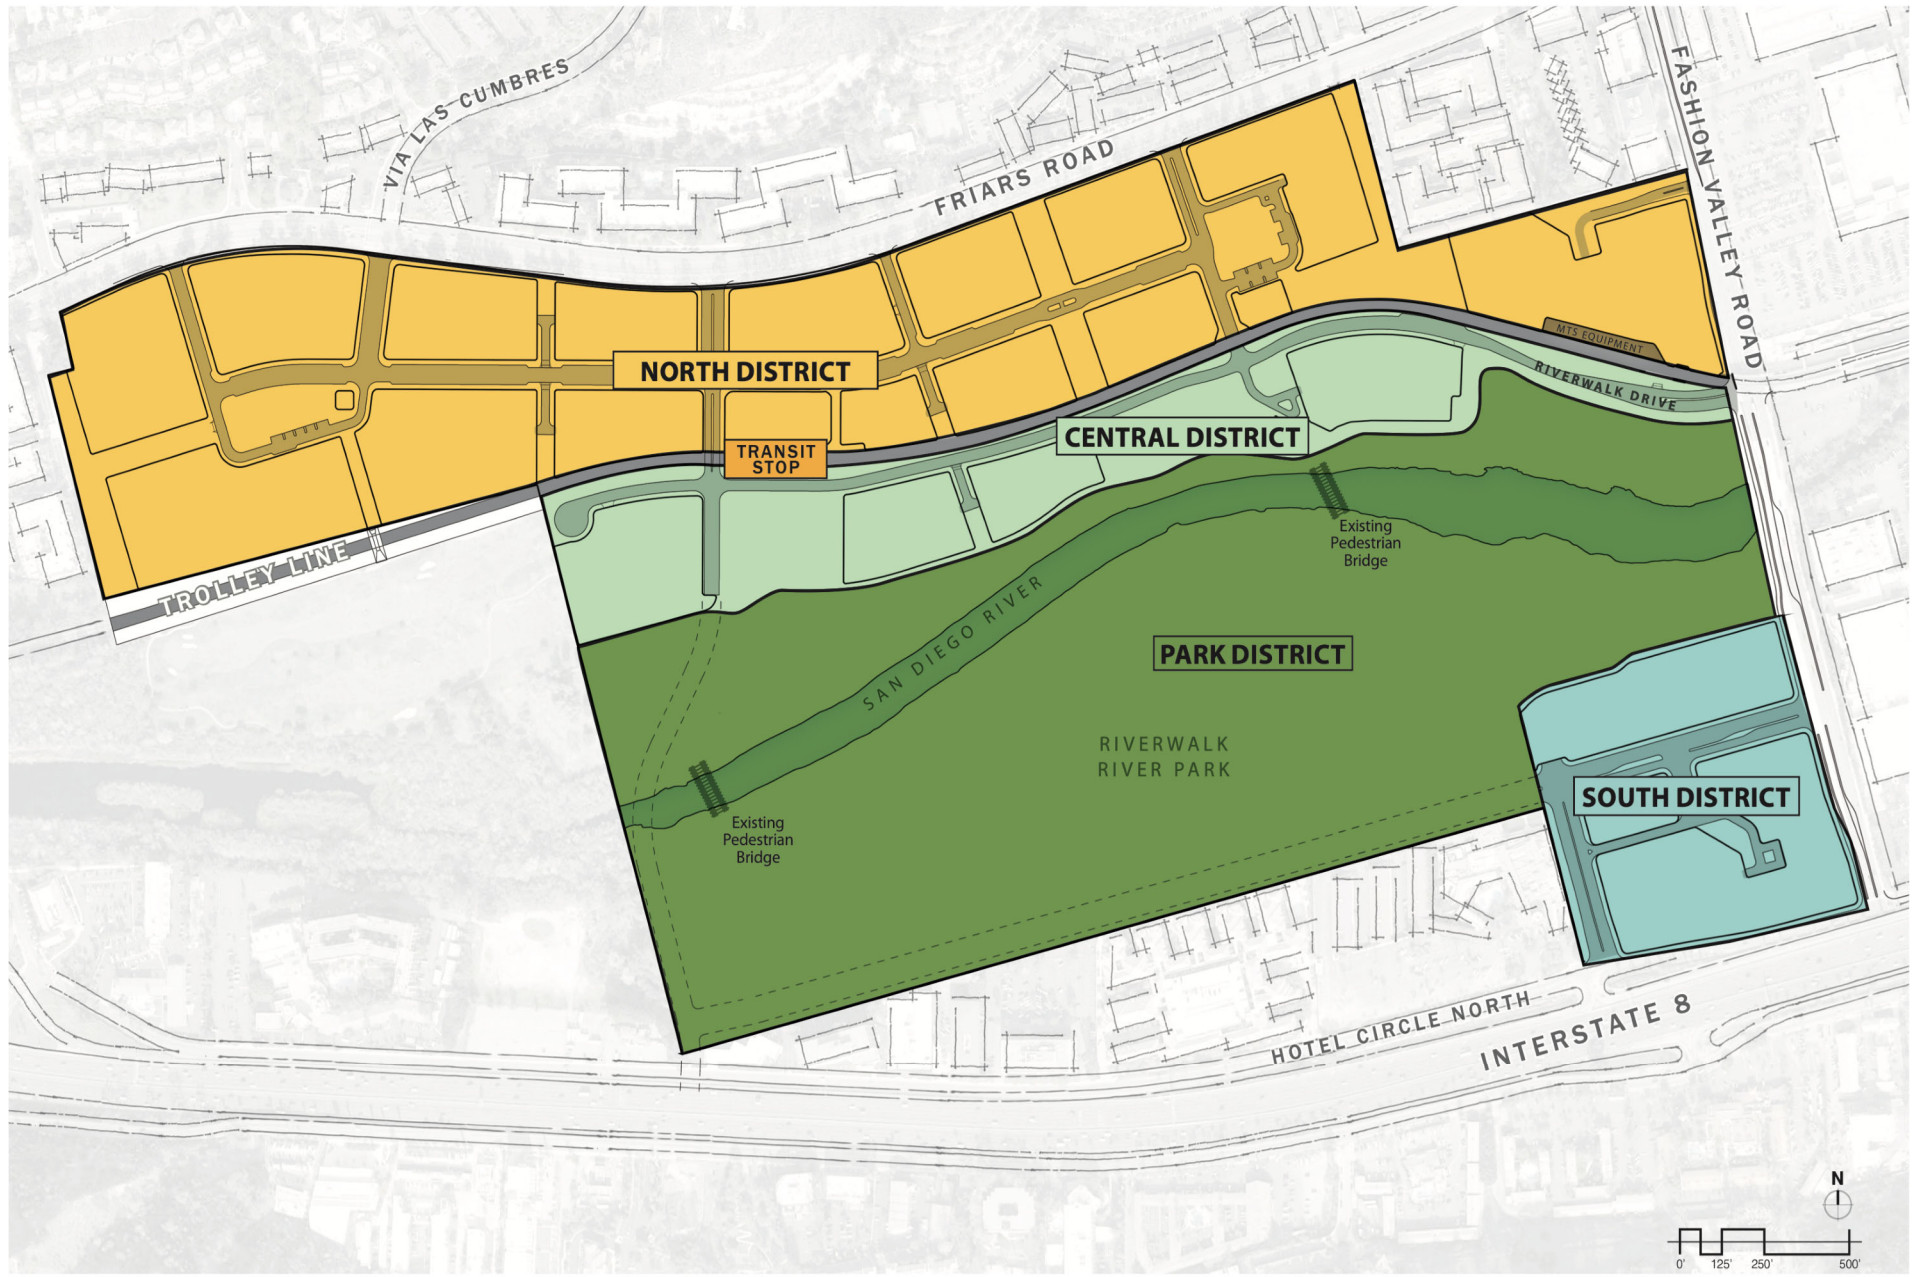 VIA LAS CUMBRES
FRIARS ROAD
FASHION VALLEY ROAD
MTS EQUIPMENT
NORTH DISTRICT
RIVERWALK DRIVE
CENTRAL DISTRICT
TRANSIT
STOP
TROLLEY LINE
Existing
Pedestrian
Bridge
SAN DIEGO RIVER
PARK DISTRICT
RIVERWALK
RIVER PARK
SOUTH DISTRICT
Existing
Pedestrian
Bridge
HOTEL CIRCLE NORTH
INTERSTATE 8
N
0' 125' 250' 500'